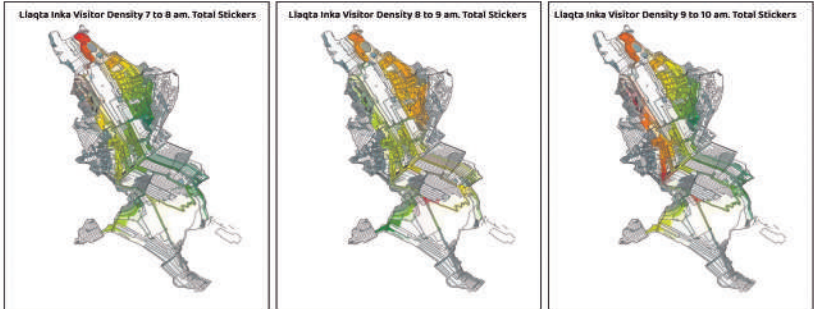 Llaqta Inka Visitor Density 7 to 8 am. Total Stickers
Llaqta Inka Visitor Density 8 to 9 am. Total Stickers
Llaqta Inka Visitor Density 9 to 10 am. Total Stickers